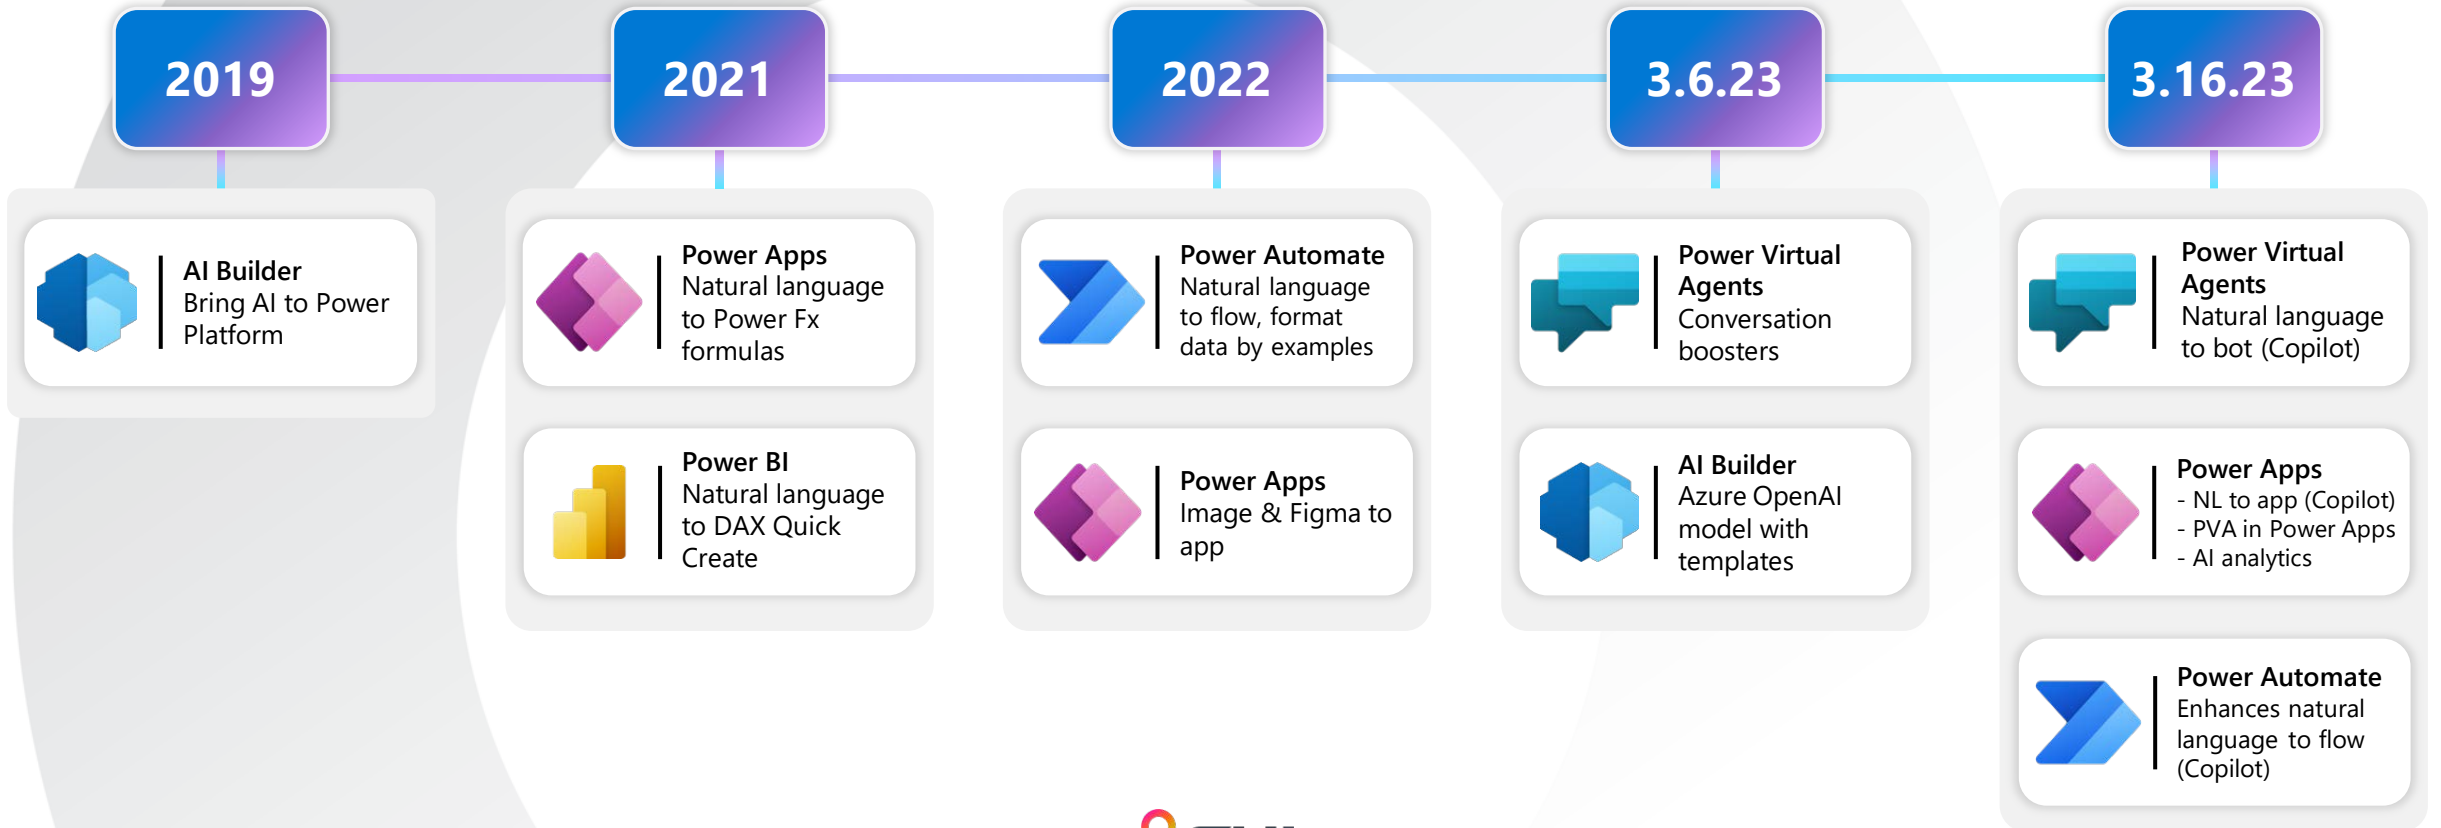 2019
2021
2022
3.6.23
3.16.23
AI Builder
Bring AI to Power
Platform
Power Apps
Natural language
to Power Fx
formulas
Power BI
Natural language
to DAX Quick
Create
Power Automate
Natural language
to flow, format
data by examples
Power Apps
Image & Figma to
app
Power Virtual
Agents
Conversation
boosters
AI Builder
Azure OpenAI
model with
templates
Power Virtual
Agents
Natural language
to bot (Copilot)
Power Apps
- NL to app (Copilot)
- PVA in Power Apps
- AI analytics
Power Automate
Enhances natural
language to flow
(Copilot)